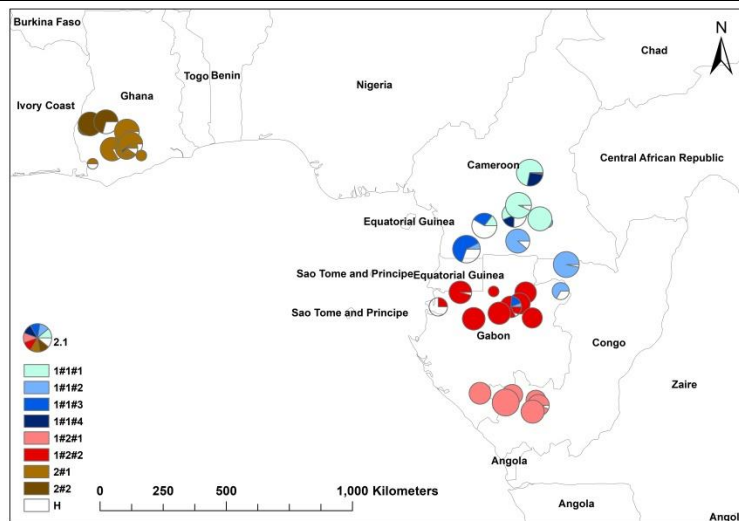 Burkina Faso
Chad
N
Togo Benin
Nigeria
Ivory Coast
Ghana
Cameroon
Central African Republic
Equatorial Guinea
Sao Tome and Principe
Equatorial Guinea
Sao Tome and Principe
Gabon
Congo
Zaire
2.1
1#1#1
1#1#2
1#1#3
1#1#4
1#2#1
1#2#2
2#1
2#2
H
0 250 500 1,000 Kilometers
Angola
Angola
Angol